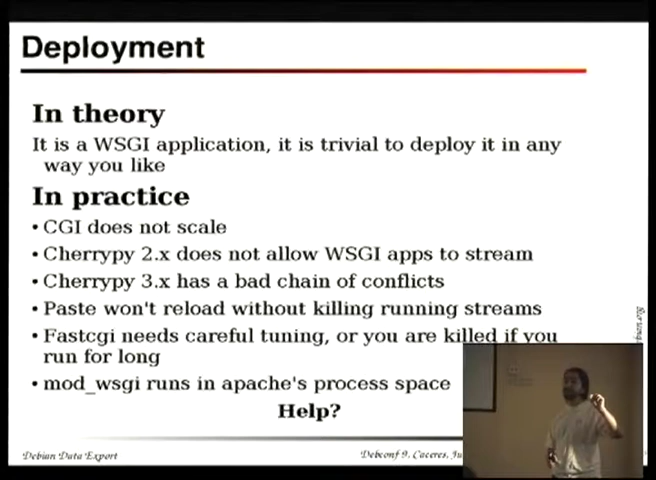 Deployment
In theory
It is a WSGI application, it is trivial to deploy it in any
way you like
In practice
• CGI does not scale
• Cherrypy 2.x does not allow WSGI apps to stream
• Cherrypy 3.x has a bad chain of conflicts
• Paste won't reload without killing running streams
• Fastcgi needs careful tuning, or you are killed if you
run for long
• mod_wsgi runs in apache's process space
Help?
Debian Data Export
Debconf 9, Caceres,